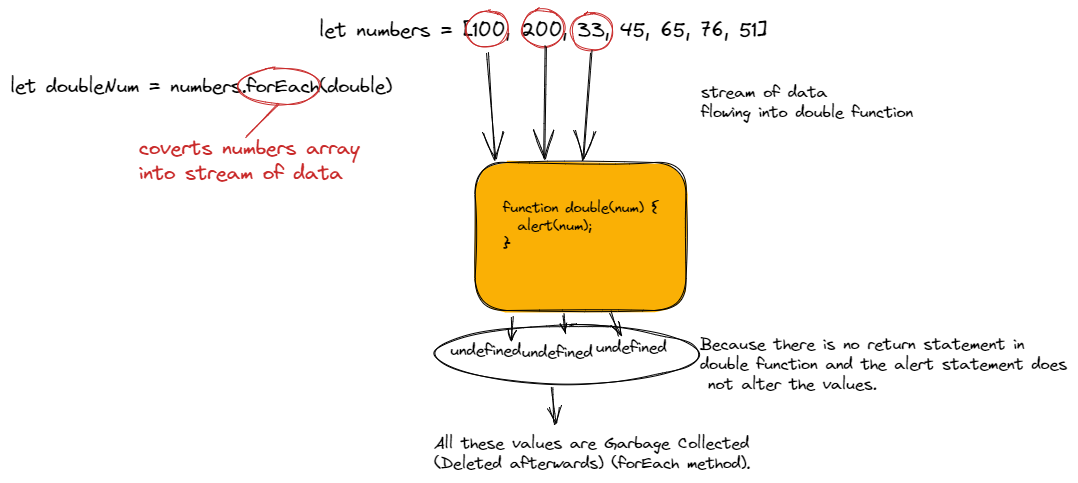 let numbers = [100, 200, 33, 45, 65, 76, 51]
let doubleNum = numbers.forEach(double)
coverts numbers array
into stream of data
stream of data
flowing into double function
function double(num) {
alert(num);
}
undefined undefined undefined
Because there is no return statement in
double function and the alert statement does
not alter the values.
All these values are Garbage Collected
(Deleted afterwards) (forEach method).